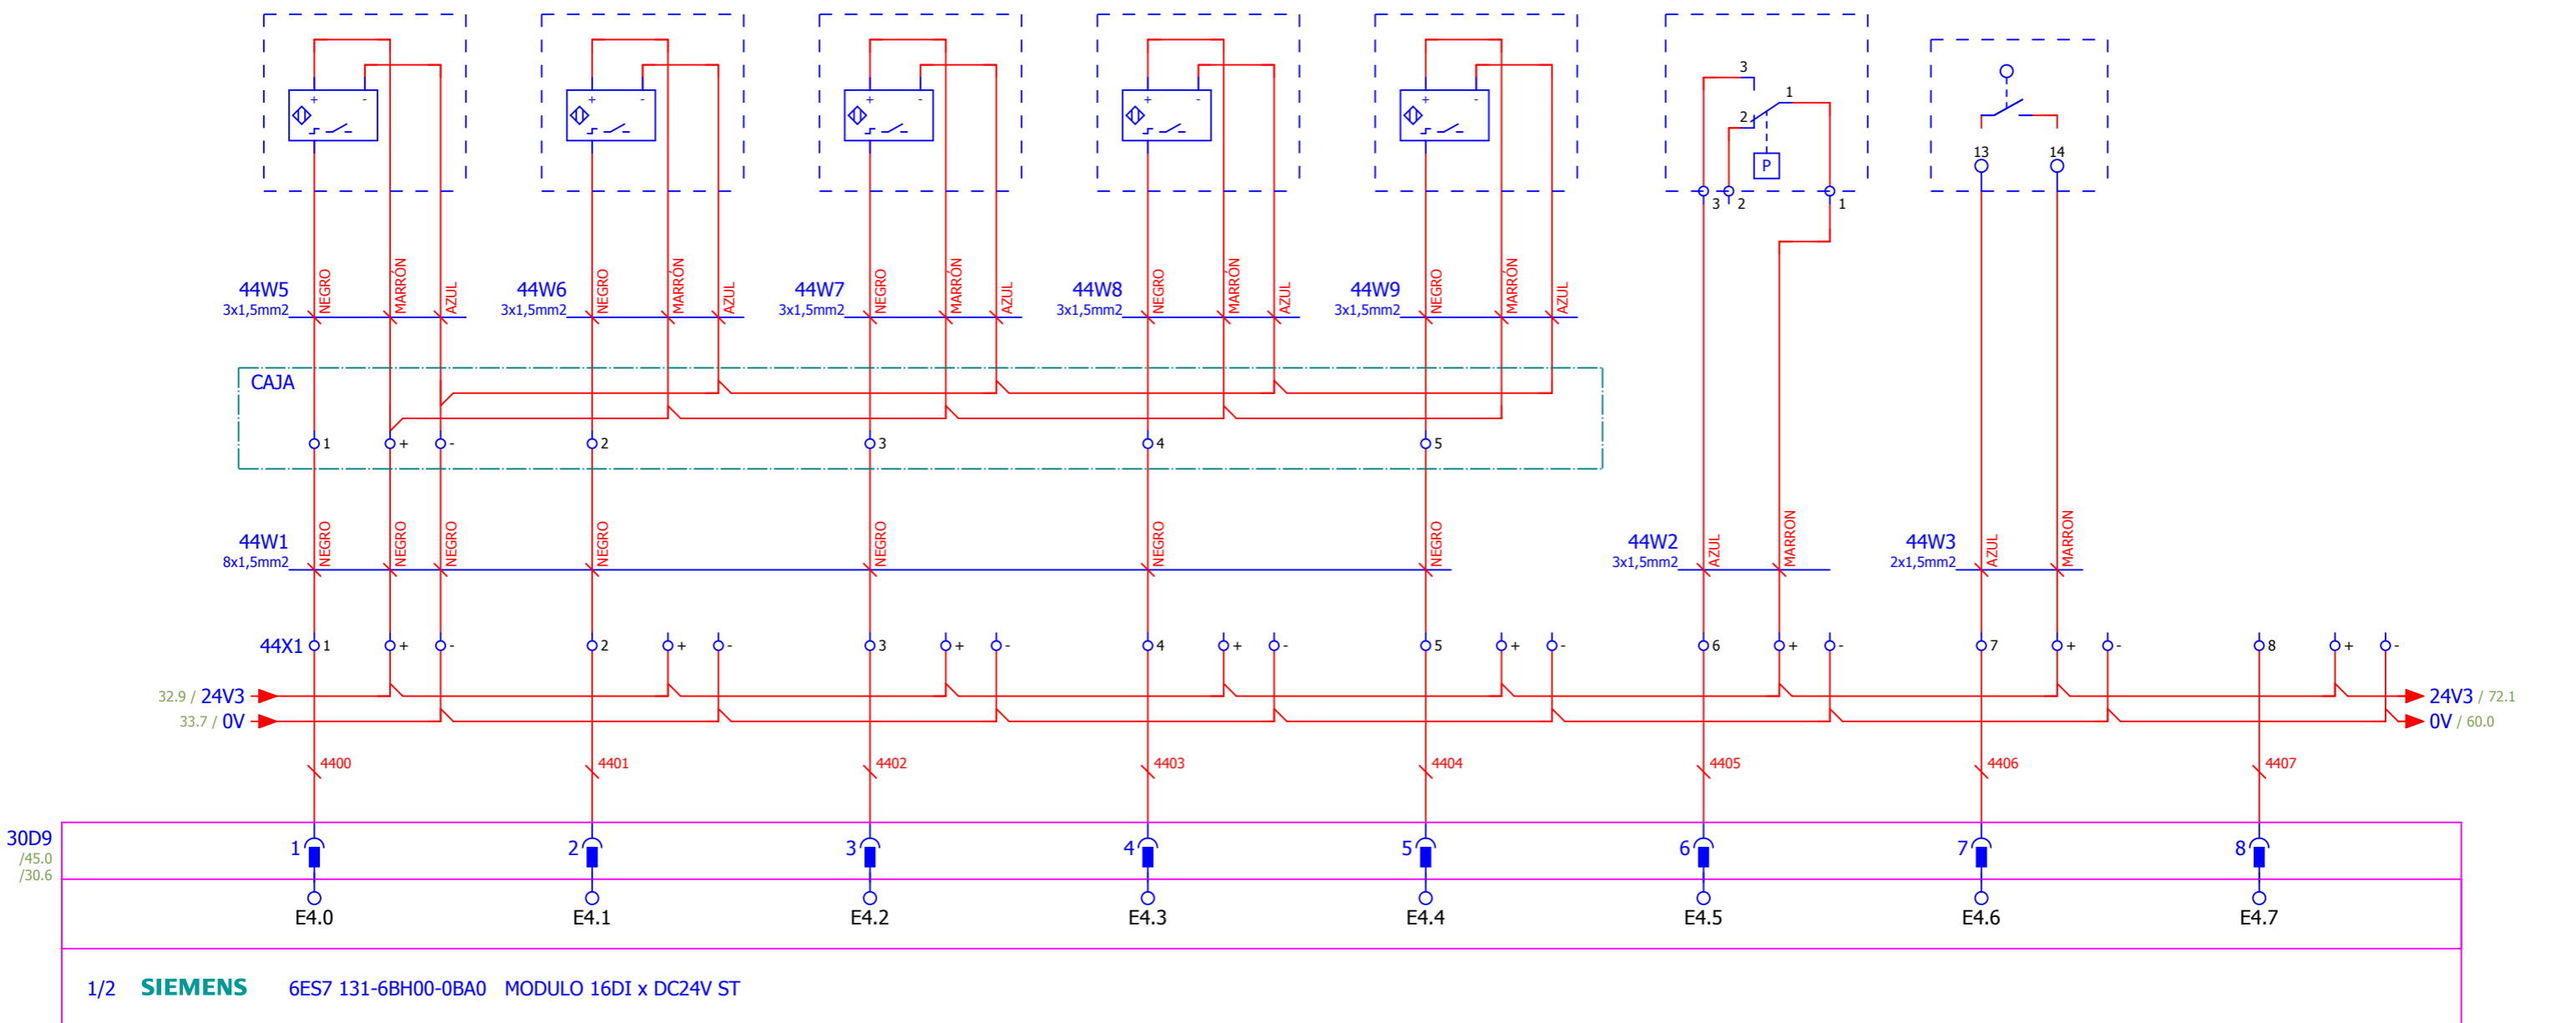 + -
+ -
+ -
+ -
+ -
3
1
2
P
13 14
3 2 1
44W5
3x1,5mm2
NEGRO
MARRÓN
AZUL
44W6
3x1,5mm2
NEGRO
MARRÓN
AZUL
44W7
3x1,5mm2
NEGRO
MARRÓN
AZUL
44W8
3x1,5mm2
NEGRO
MARRÓN
AZUL
44W9
3x1,5mm2
NEGRO
MARRÓN
AZUL
CAJA
1 + - 2 3 4 5
44W1
8x1,5mm2
NEGRO
NEGRO
NEGRO
NEGRO
NEGRO
NEGRO
NEGRO
44W2
3x1,5mm2
AZUL
MARRON
44W3
2x1,5mm2
AZUL
MARRON
44X1 1 + - 2 + - 3 + - 4 + - 5 + - 6 + - 7 + - 8 + -
32.9 / 24V3 24V3 / 72.1
33.7 / 0V 0V / 60.0
4400 4401 4402 4403 4404 4405 4406 4407
30D9
/45.0
/30.6
1 2 3 4 5 6 7 8
E4.0 E4.1 E4.2 E4.3 E4.4 E4.5 E4.6 E4.7
1/2 SIEMENS 6ES7 131-6BH00-0BA0 MODULO 16DI x DC24V ST